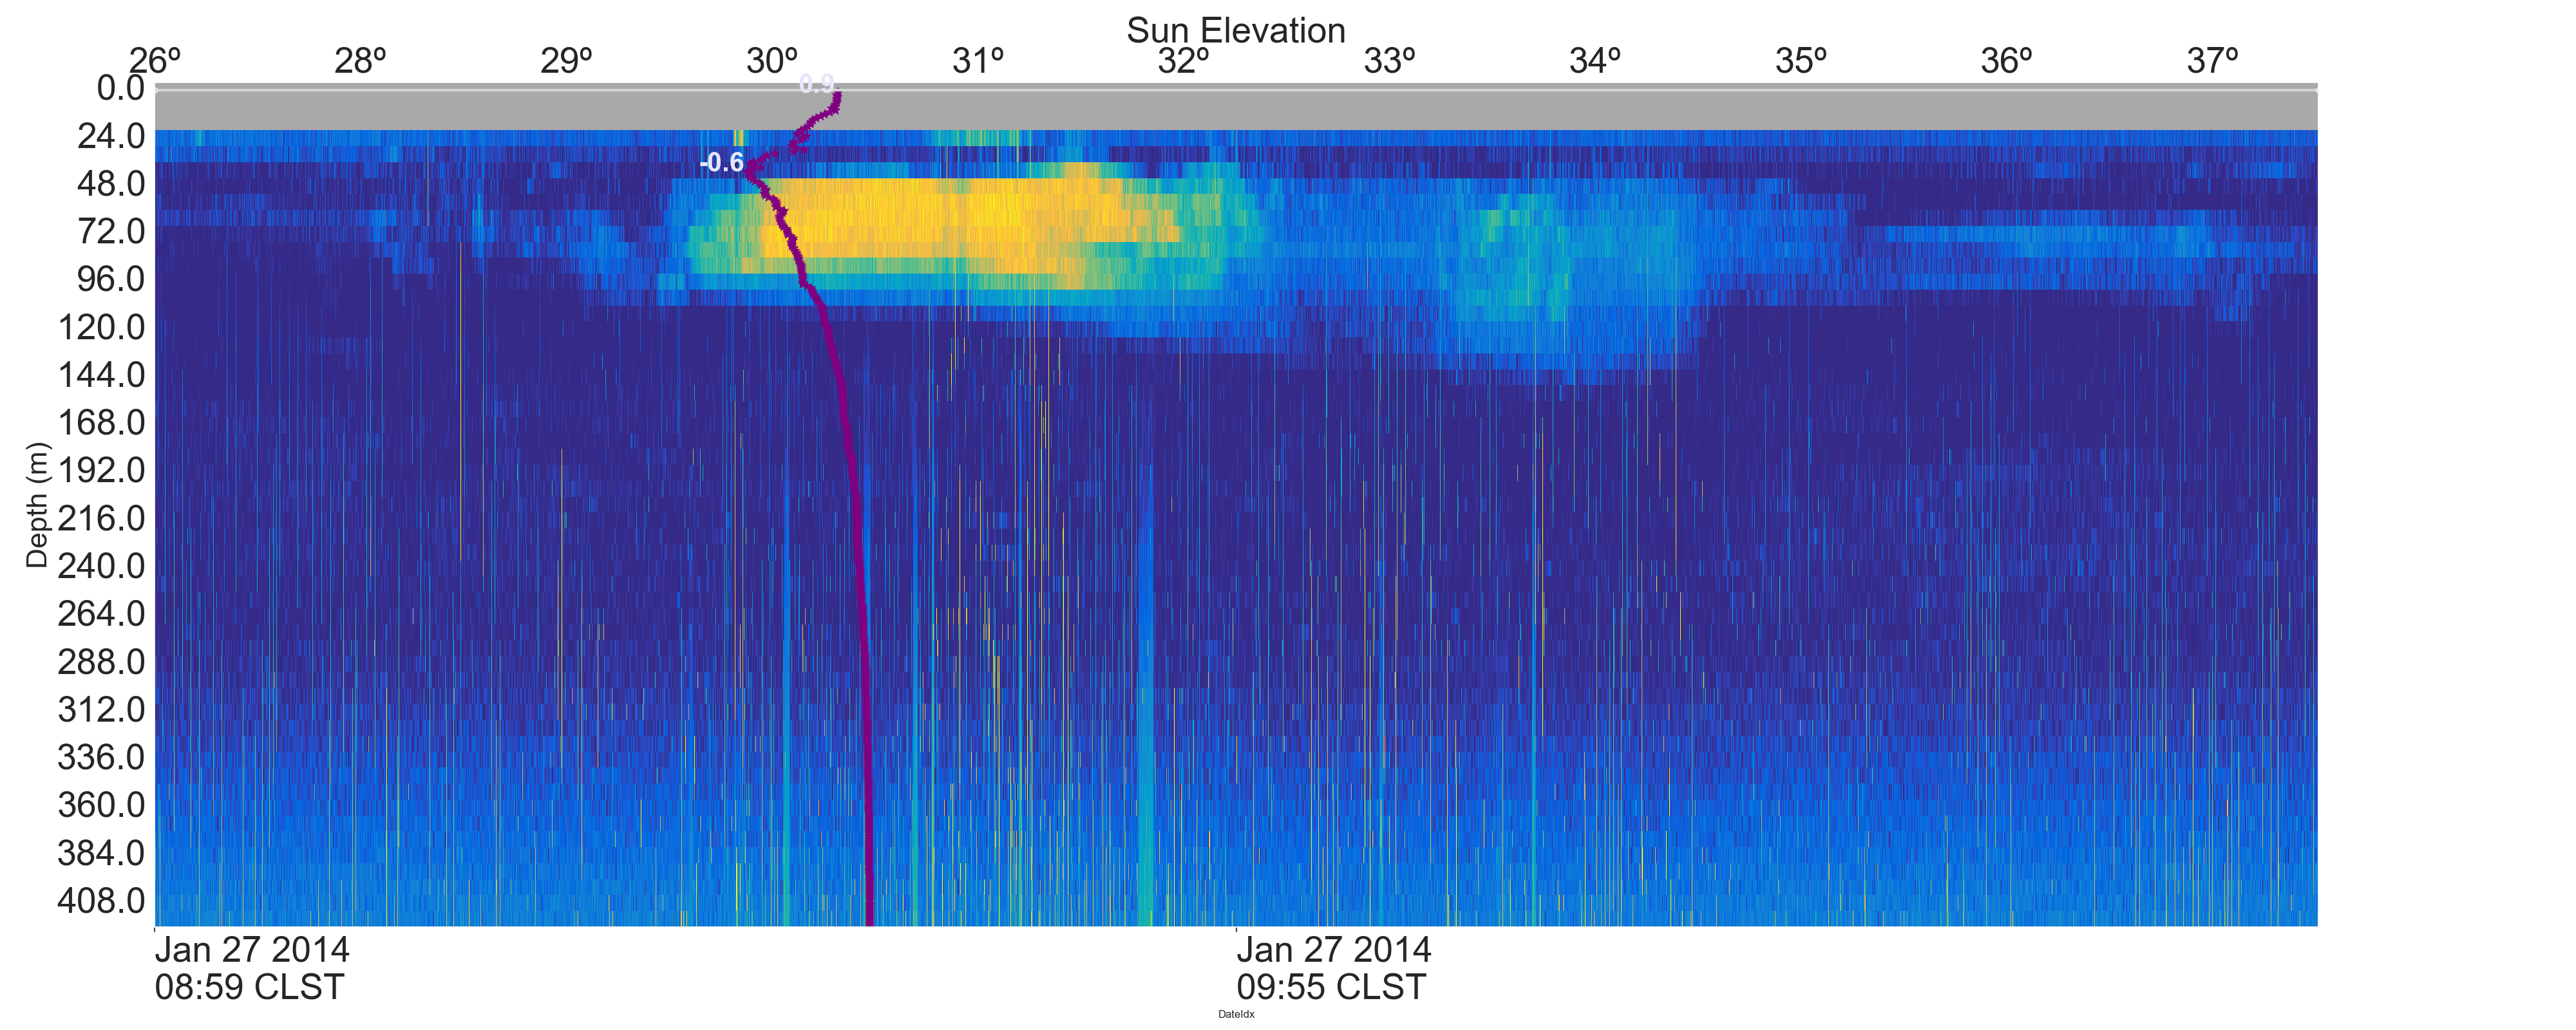 Sun Elevation
26º 28º 29º 30º 31º 32º 33º 34º 35º 36º 37º
0.0
0.9
24.0
-0.6
48.0
72.0
96.0
120.0
144.0
168.0
192.0
216.0
240.0
264.0
288.0
312.0
336.0
360.0
384.0
408.0
Depth (m)
Jan 27 2014
08:59 CLST
Jan 27 2014
09:55 CLST
DateIdx